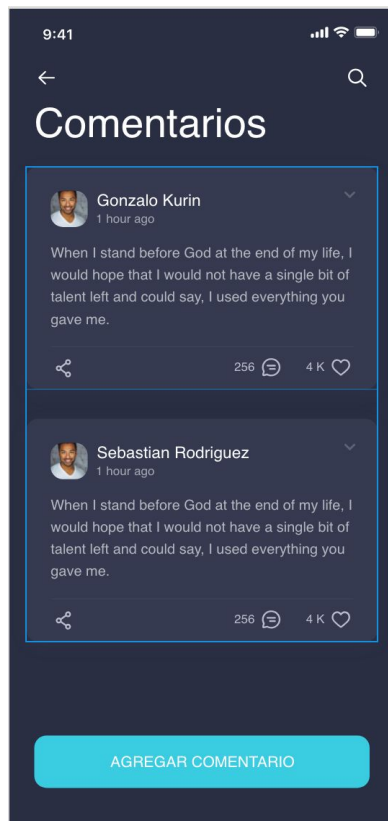 9:41
Comentarios
Gonzalo Kurin
1 hour ago
When I stand before God at the end of my life, I
would hope that I would not have a single bit of
talent left and could say, I used everything you
gave me.
256 4 K
Sebastian Rodriguez
1 hour ago
When I stand before God at the end of my life, I
would hope that I would not have a single bit of
talent left and could say, I used everything you
gave me.
256 4 K
AGREGAR COMENTARIO